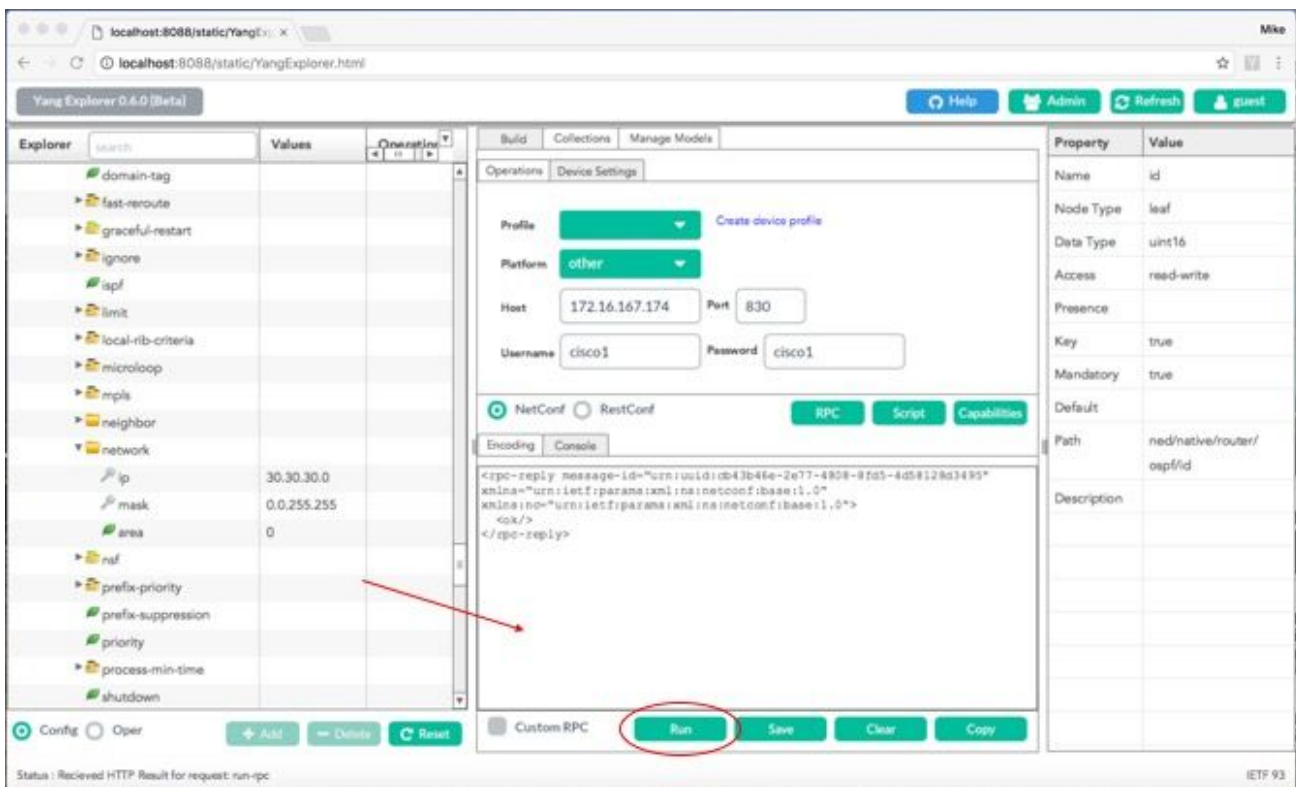 localhost:8088/static/YangEx
Mike
localhost:8088/static/YangExplorer.html
Yang Explorer 0.6.0 (Beta)
Help
Admin
Refresh
guest
Explorer
search
Values
Operation
domain-tag
fast-reroute
graceful-restart
ignore
ispf
limit
local-rib-criteria
microloop
mpls
neighbor
network
ip 30.30.30.0
mask 0.0.255.255
area 0
nsf
prefix-priority
prefix-suppression
priority
process-min-time
shutdown
Config
Oper
Add
Delete
Reset
Build
Collections
Manage Models
Operations
Device Settings
Profile
Create device profile
Platform other
Host 172.16.167.174 Port 830
Username cisco1 Password cisco1
NetConf
RestConf
RPC
Script
Capabilities
Encoding
Console
<rpc-reply message-id="urn:uuid:db43b46e-2e77-4908-8fd5-4d58128d3495"
xmlns="urn:ietf:params:xml:ns:netconf:base:1.0"
xmlns:nc="urn:ietf:params:xml:ns:netconf:base:1.0">
<ok/>
</rpc-reply>
Custom RPC
Run
Save
Clear
Copy
Property Value
Name id
Node Type leaf
Data Type uint16
Access read-write
Presence
Key true
Mandatory true
Default
Path ned/native/router/
ospf/id
Description
Status : Recieved HTTP Result for request: run-rpc
IETF 93